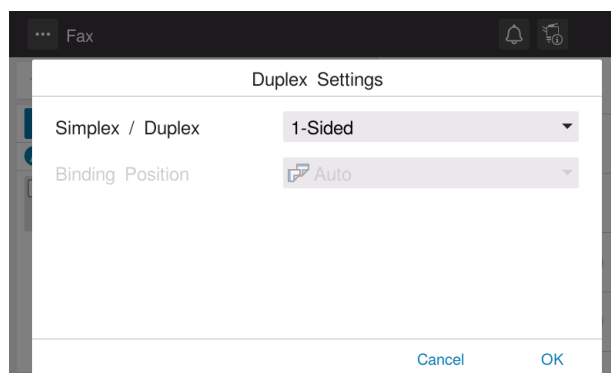 Fax
Duplex Settings
Simplex / Duplex 1-Sided
Binding Position Auto
Cancel OK